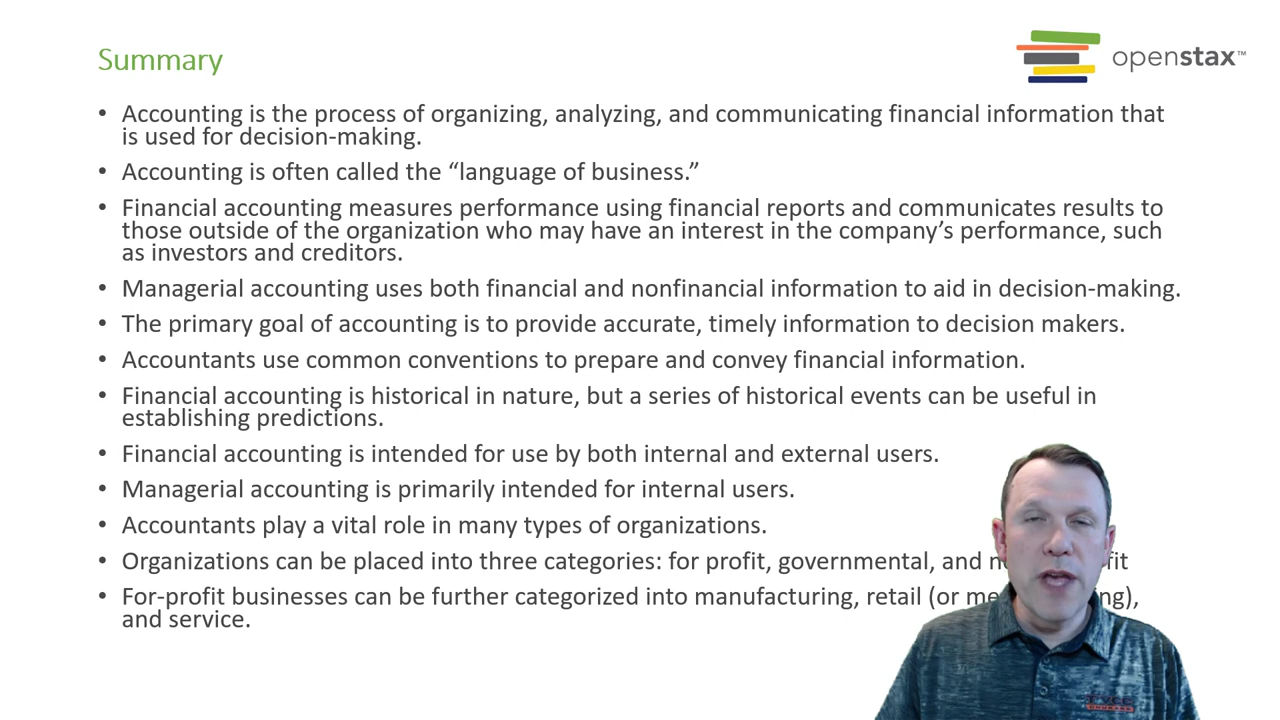 Summary
openstax™
• Accounting is the process of organizing, analyzing, and communicating financial information that
is used for decision-making.
• Accounting is often called the “language of business.”
• Financial accounting measures performance using financial reports and communicates results to
those outside of the organization who may have an interest in the company’s performance, such
as investors and creditors.
• Managerial accounting uses both financial and nonfinancial information to aid in decision-making.
• The primary goal of accounting is to provide accurate, timely information to decision makers.
• Accountants use common conventions to prepare and convey financial information.
• Financial accounting is historical in nature, but a series of historical events can be useful in
establishing predictions.
• Financial accounting is intended for use by both internal and external users.
• Managerial accounting is primarily intended for internal users.
• Accountants play a vital role in many types of organizations.
• Organizations can be placed into three categories: for profit, governmental, and
• For-profit businesses can be further categorized into manufacturing, retail (or
and service.